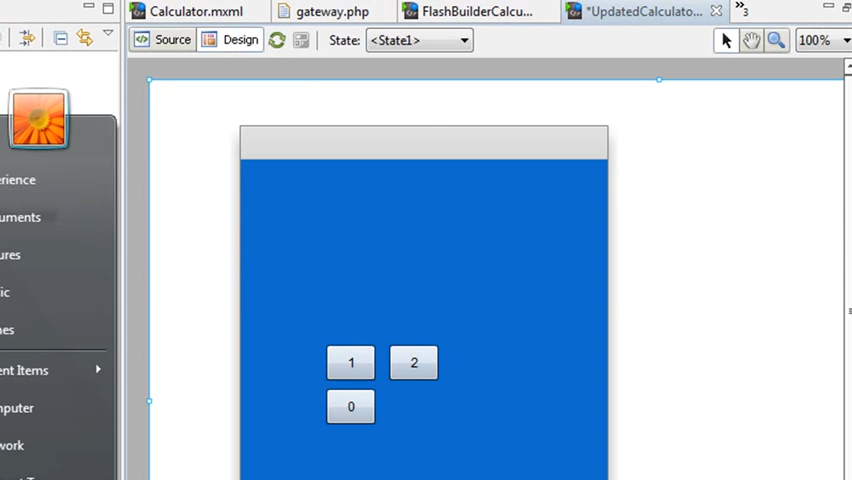 Calculator.mxml gateway.php FlashBuilderCalcu... *UpdatedCalculato... »3
Source Design State: <State1> 100%
erience
uments
ures
ic
es
ent Items
puter
work
1 2
0